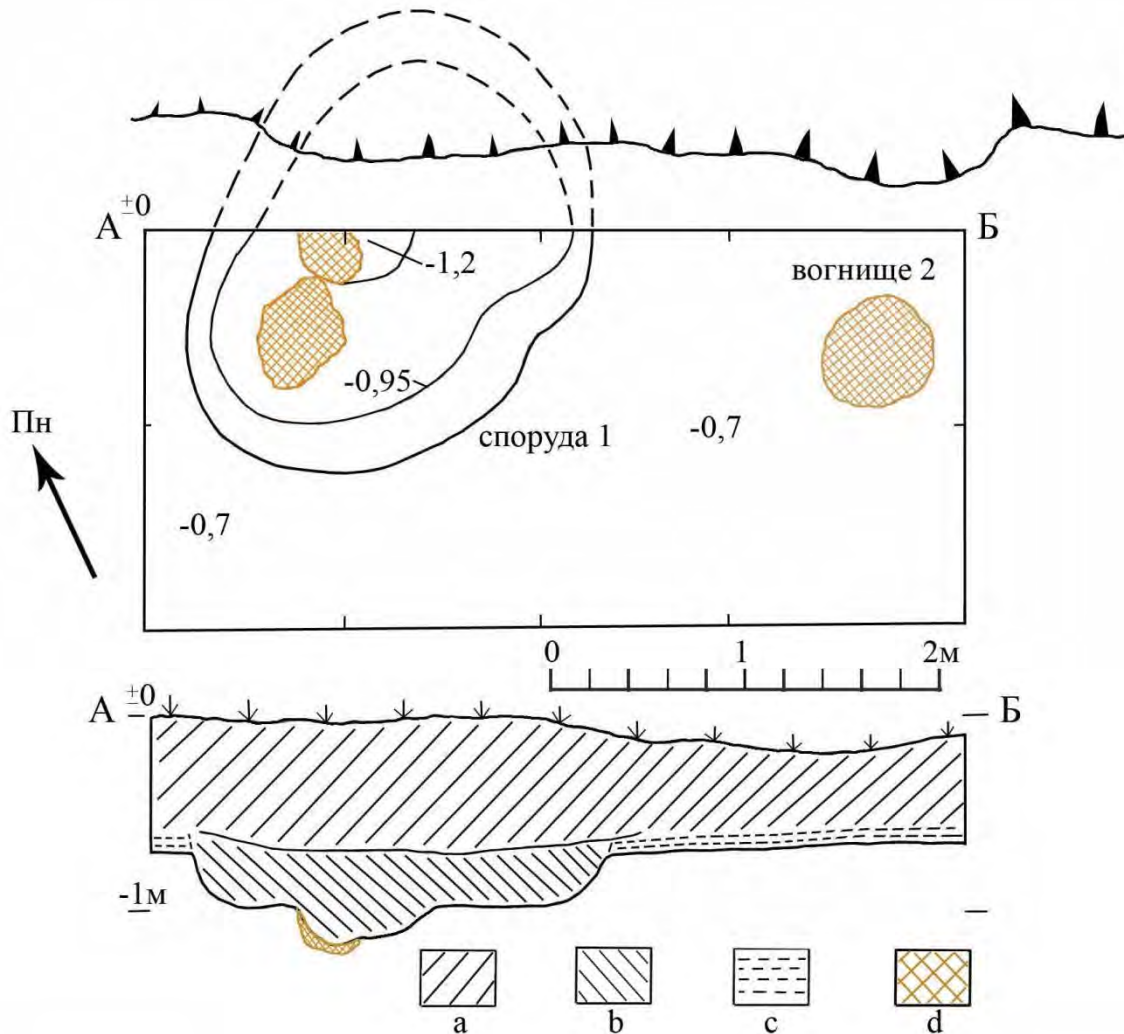 А ±0 Б
-1,2
вогнище 2
-0,95
Пн
споруда 1
-0,7
-0,7
0 1 2м
А ±0 Б
-1м
a b c d